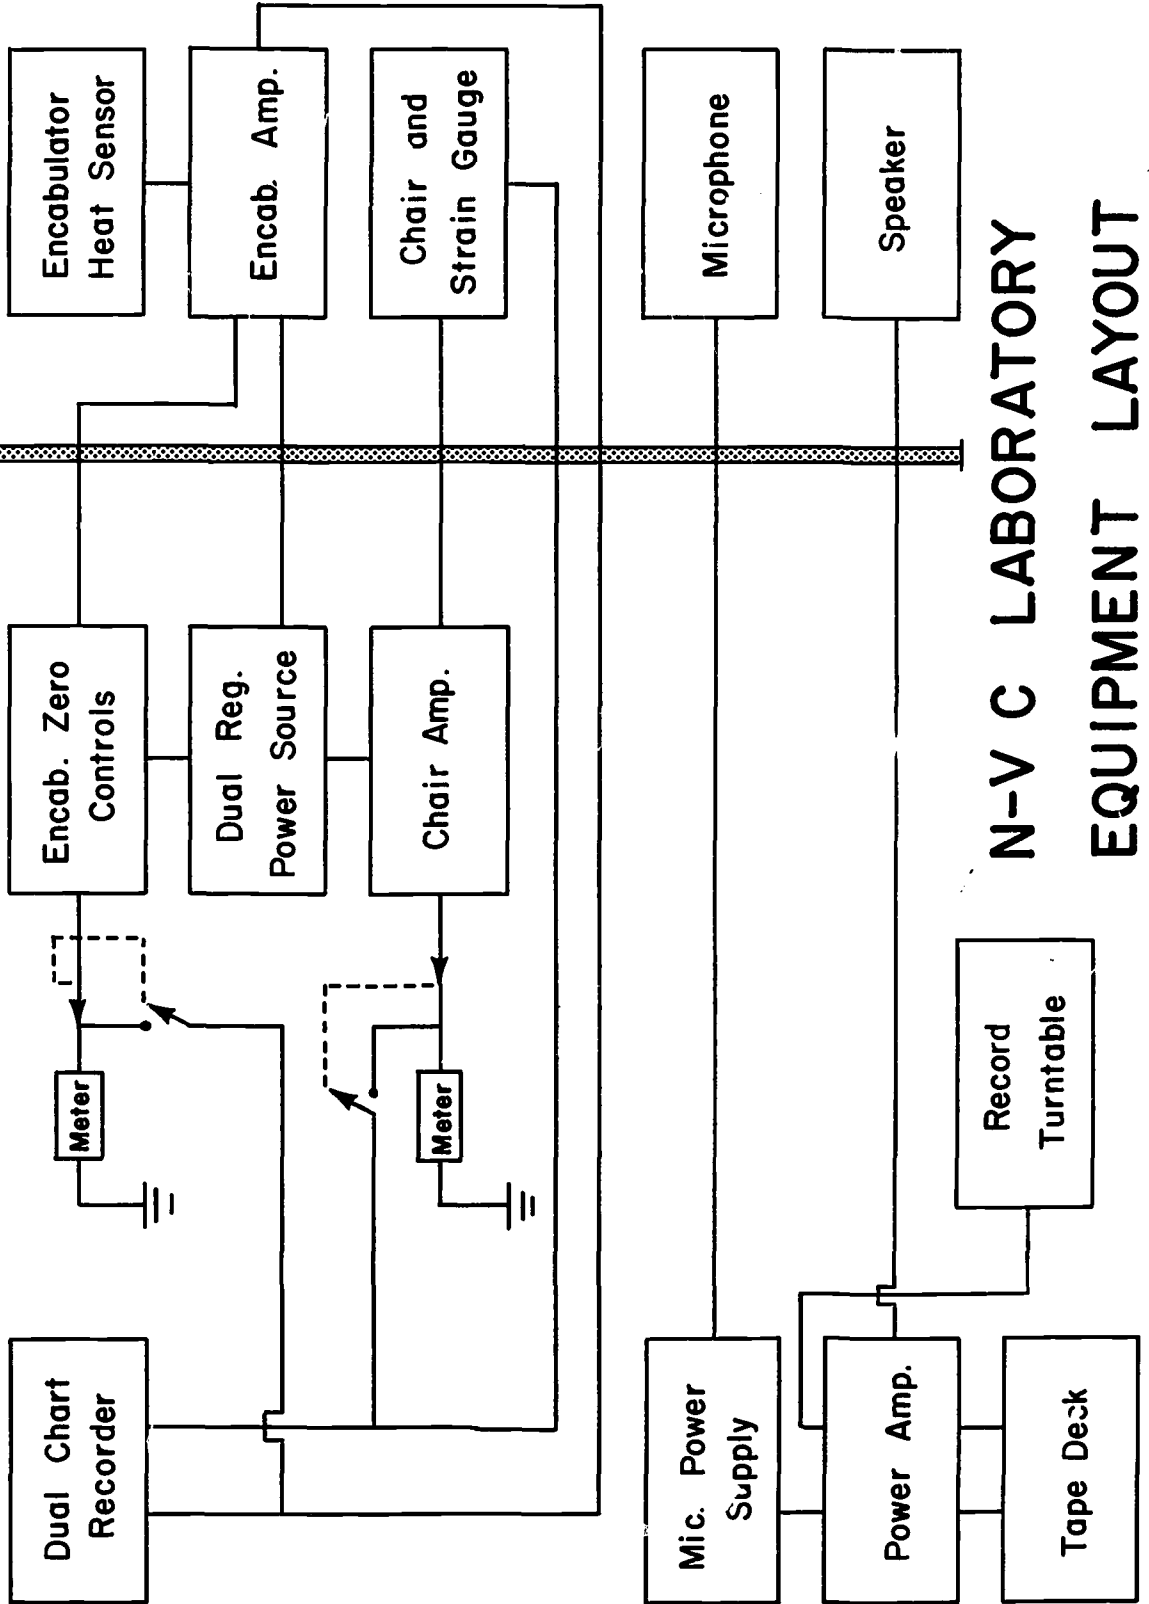 Dual Chart
Recorder
Meter
Encab. Zero
Controls
Encabulator
Heat Sensor
Dual Reg.
Power Source
Encab. Amp.
Meter
Chair Amp.
Chair and
Strain Gauge
Mic. Power
Supply
Microphone
Power Amp.
Speaker
Record
Turntable
Tape Deck
N-V C LABORATORY
EQUIPMENT LAYOUT